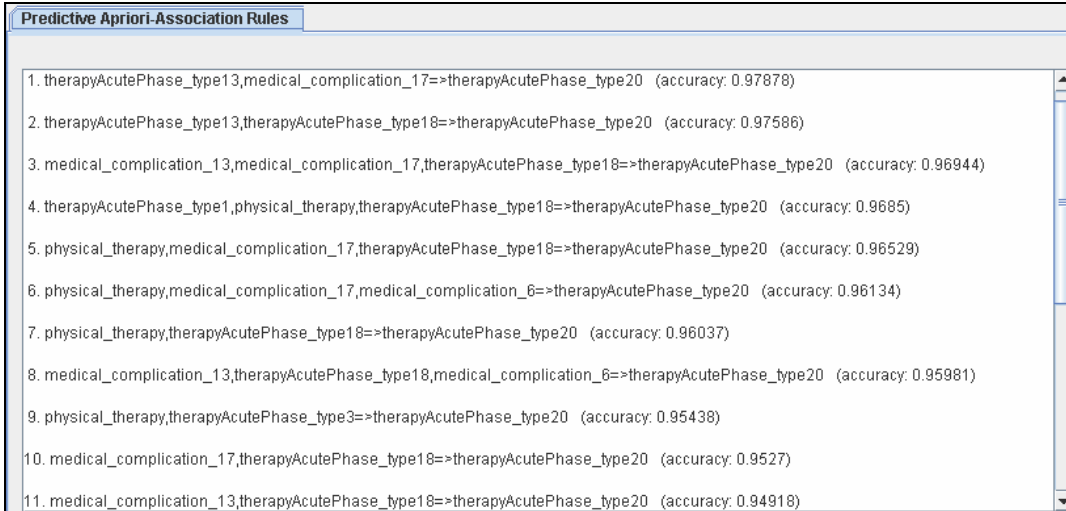 Predictive Apriori-Association Rules
1. therapyAcutePhase_type13,medical_complication_17=>therapyAcutePhase_type20 (accuracy: 0.97878)
2. therapyAcutePhase_type13,therapyAcutePhase_type18=>therapyAcutePhase_type20 (accuracy: 0.97586)
3. medical_complication_13,medical_complication_17,therapyAcutePhase_type18=>therapyAcutePhase_type20 (accuracy: 0.96944)
4. therapyAcutePhase_type1,physical_therapy,therapyAcutePhase_type18=>therapyAcutePhase_type20 (accuracy: 0.9685)
5. physical_therapy,medical_complication_17,therapyAcutePhase_type18=>therapyAcutePhase_type20 (accuracy: 0.96529)
6. physical_therapy,medical_complication_17,medical_complication_6=>therapyAcutePhase_type20 (accuracy: 0.96134)
7. physical_therapy,therapyAcutePhase_type18=>therapyAcutePhase_type20 (accuracy: 0.96037)
8. medical_complication_13,therapyAcutePhase_type18,medical_complication_6=>therapyAcutePhase_type20 (accuracy: 0.95981)
9. physical_therapy,therapyAcutePhase_type3=>therapyAcutePhase_type20 (accuracy: 0.95438)
10. medical_complication_17,therapyAcutePhase_type18=>therapyAcutePhase_type20 (accuracy: 0.9527)
11. medical_complication_13,therapyAcutePhase_type18=>therapyAcutePhase_type20 (accuracy: 0.94918)